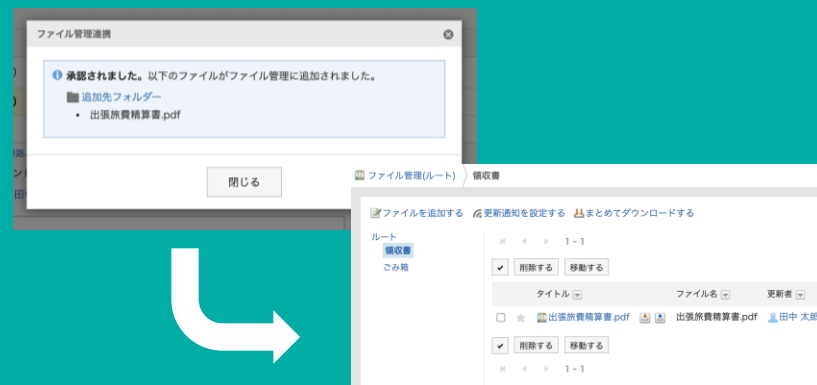 ファイル管理連携
承認されました。以下のファイルがファイル管理に追加されました。
追加先フォルダー
• 出張旅費精算書.pdf
閉じる
ファイル管理(ルート) 領収書
ファイルを追加する 更新通知を設定する まとめてダウンロードする
ルート
領収書
ごみ箱
1 - 1
削除する 移動する
タイトル ファイル名 更新者
出張旅費精算書.pdf 出張旅費精算書.pdf 田中 太郎
削除する 移動する
1 - 1